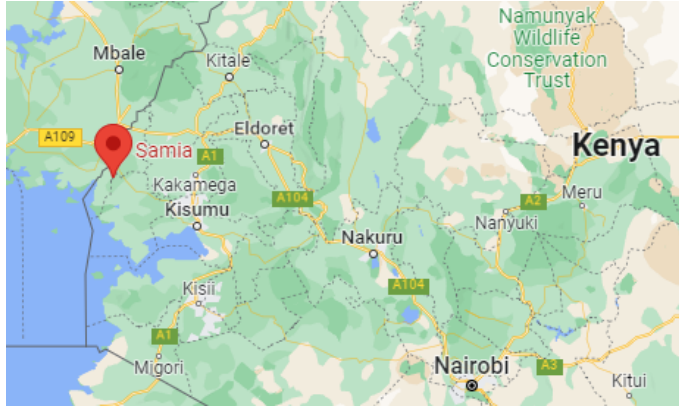 Namunyak
Wildlife
Conservation
Trust
Mbale
Kitale
A109
Samia
Eldoret
A1
Kenya
Kakamega
A104
A2
Meru
Kisumu
Nanyuki
Nakuru
Kisii
A104
A1
Migori
Nairobi
A3
Kitui